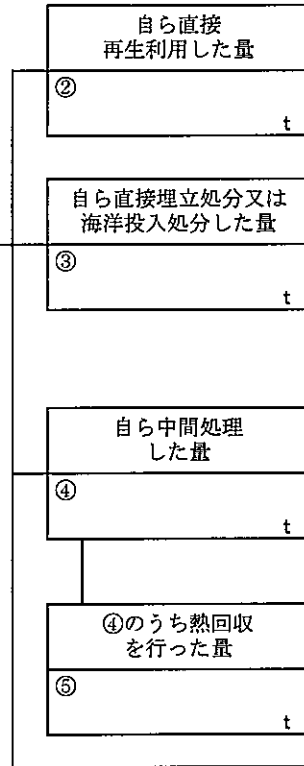 自ら直接
再生利用した量
②
t
自ら直接埋立処分又は
海洋投入処分した量
③
t
自ら中間処理
した量
④
t
④のうち熱回収
を行った量
⑤
t